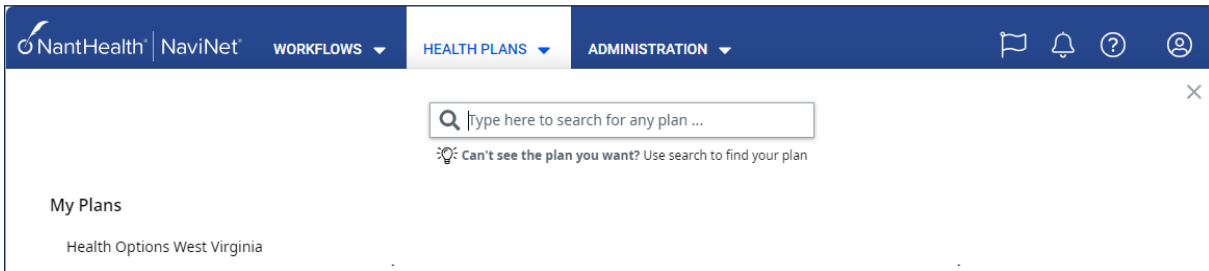 NantHealth® | NaviNet® WORKFLOWS HEALTH PLANS ADMINISTRATION
Type here to search for any plan ...
Can't see the plan you want? Use search to find your plan
My Plans
Health Options West Virginia